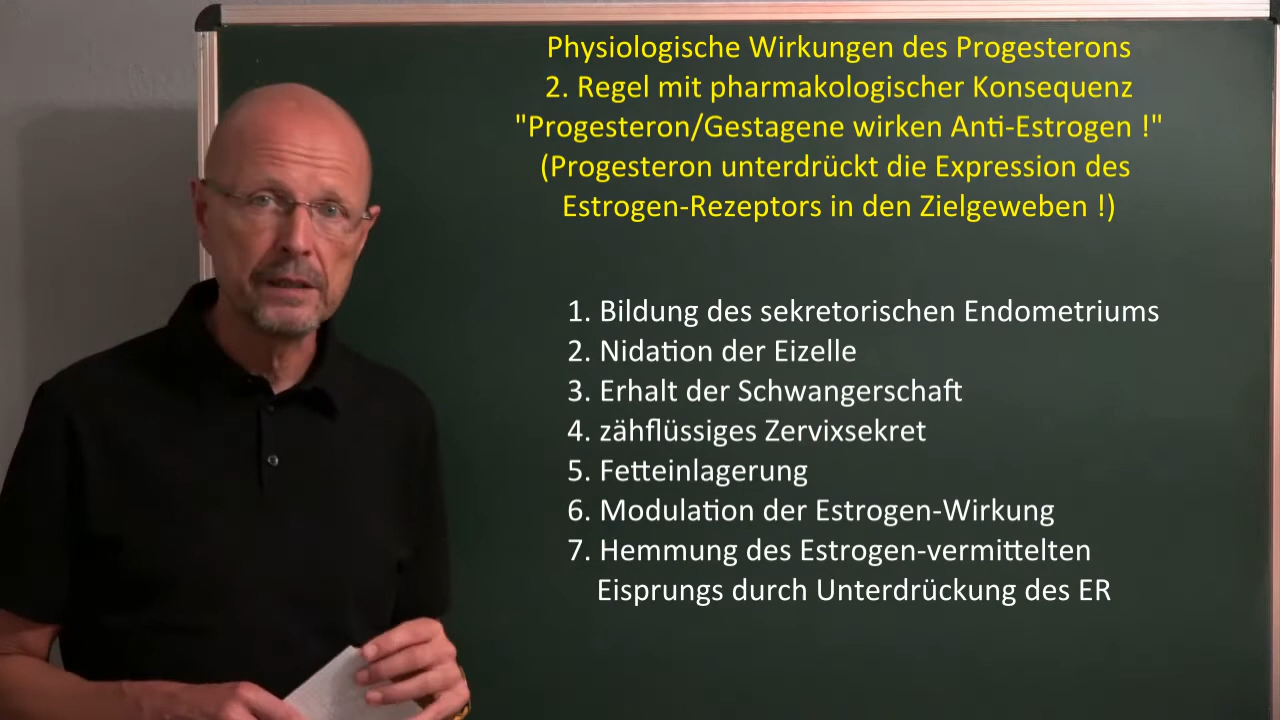 Physiologische Wirkungen des Progesterons
2. Regel mit pharmakologischer Konsequenz
"Progesteron/Gestagene wirken Anti-Estrogen !"
(Progesteron unterdrückt die Expression des
Estrogen-Rezeptors in den Zielgeweben !)
1. Bildung des sekretorischen Endometriums
2. Nidation der Eizelle
3. Erhalt der Schwangerschaft
4. zähflüssiges Zervixsekret
5. Fetteinlagerung
6. Modulation der Estrogen-Wirkung
7. Hemmung des Estrogen-vermittelten
Eisprungs durch Unterdrückung des ER